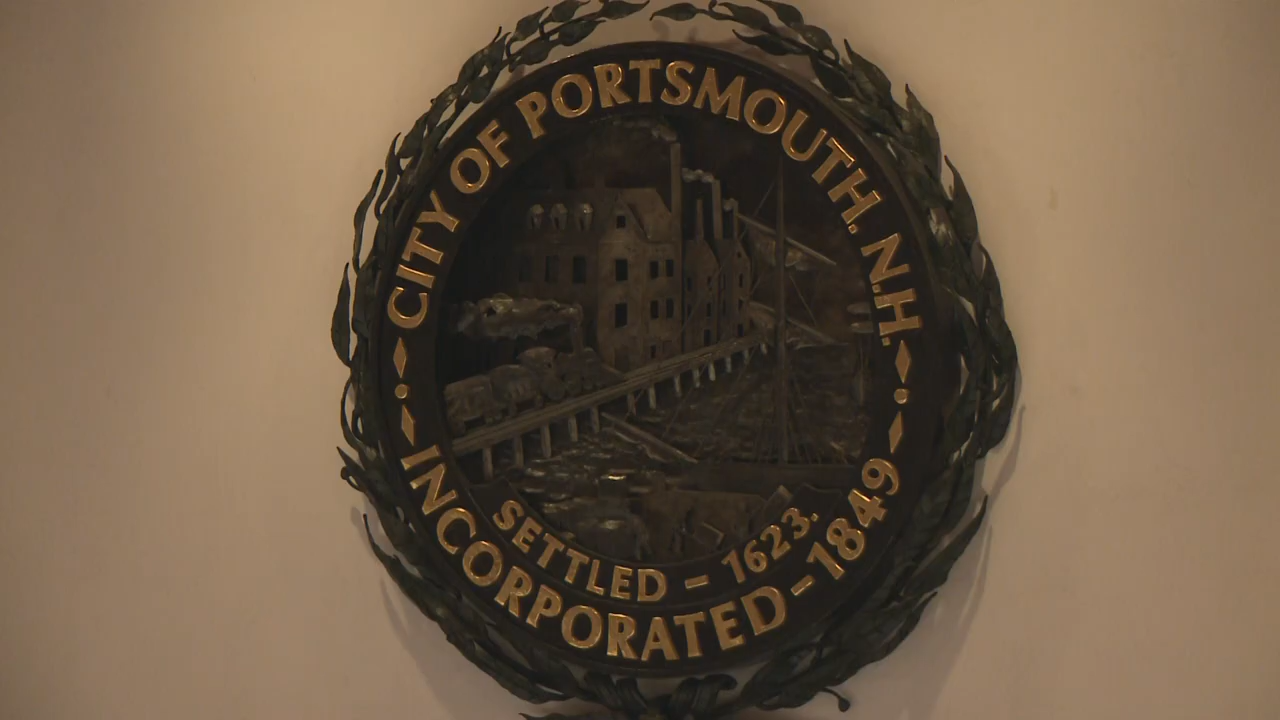 CITY OF PORTSMOUTH. N.H.
SETTLED – 1623.
INCORPORATED – 1849